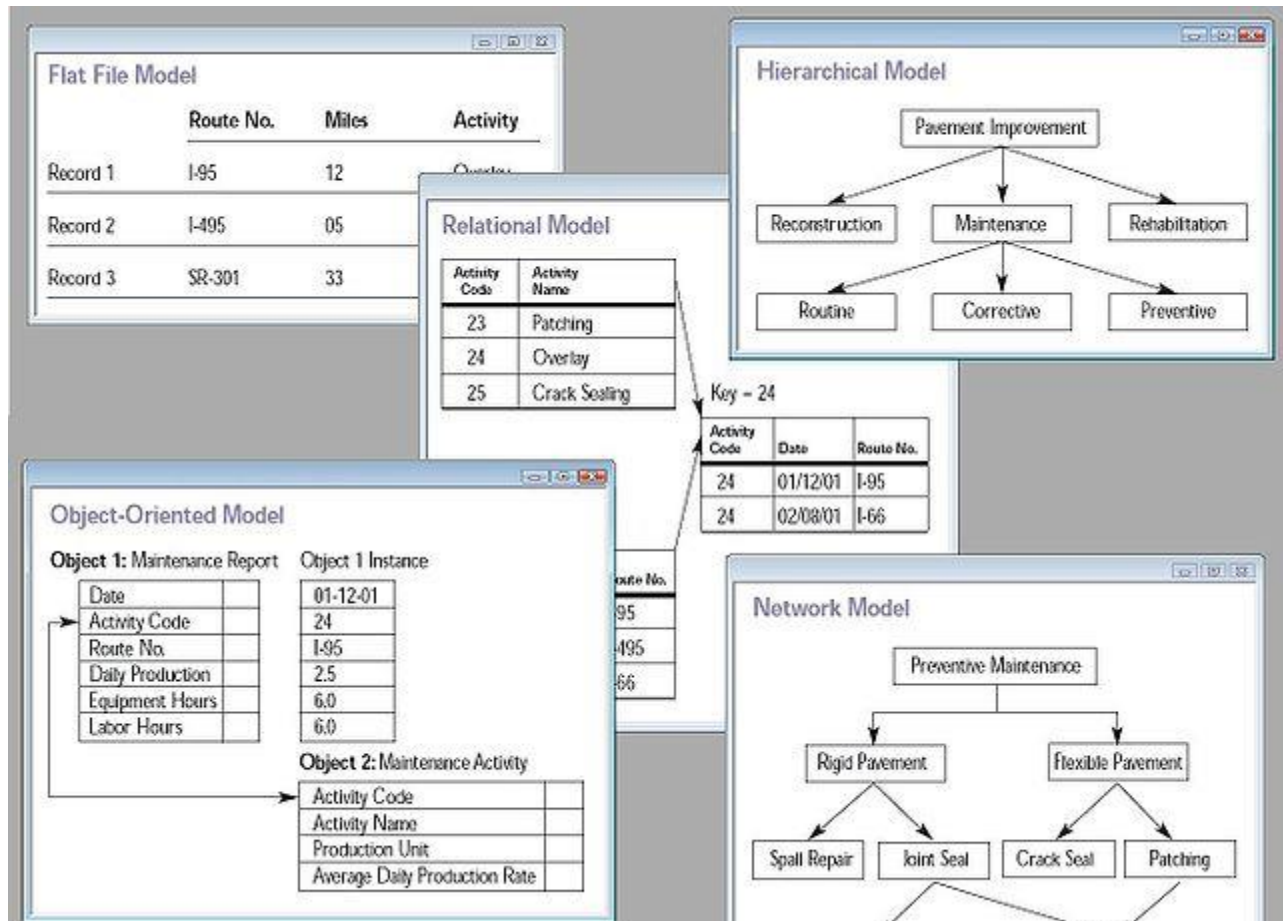 Flat File Model
Route No. Miles Activity
Record 1 I-95 12 Overlay
Record 2 I-495 05
Record 3 SR-301 33
Hierarchical Model
Pavement Improvement
Reconstruction Maintenance Rehabilitation
Routine Corrective Preventive
Relational Model
Activity Code Activity Name
23 Patching
24 Overlay
25 Crack Sealing
Key = 24
Activity Code Date Route No.
24 01/12/01 I-95
24 02/08/01 I-66
oute No.
95
495
66
Object-Oriented Model
Object 1: Maintenance Report Object 1 Instance
Date 01-12-01
Activity Code 24
Route No. I-95
Daily Production 2.5
Equipment Hours 6.0
Labor Hours 6.0
Object 2: Maintenance Activity
Activity Code
Activity Name
Production Unit
Average Daily Production Rate
Network Model
Preventive Maintenance
Rigid Pavement Flexible Pavement
Spall Repair Joint Seal Crack Seal Patching